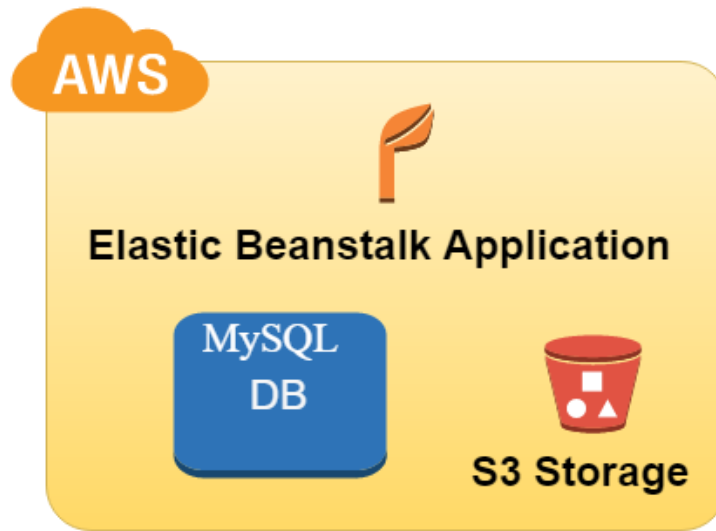 AWS
Elastic Beanstalk Application
MySQL
DB
S3 Storage